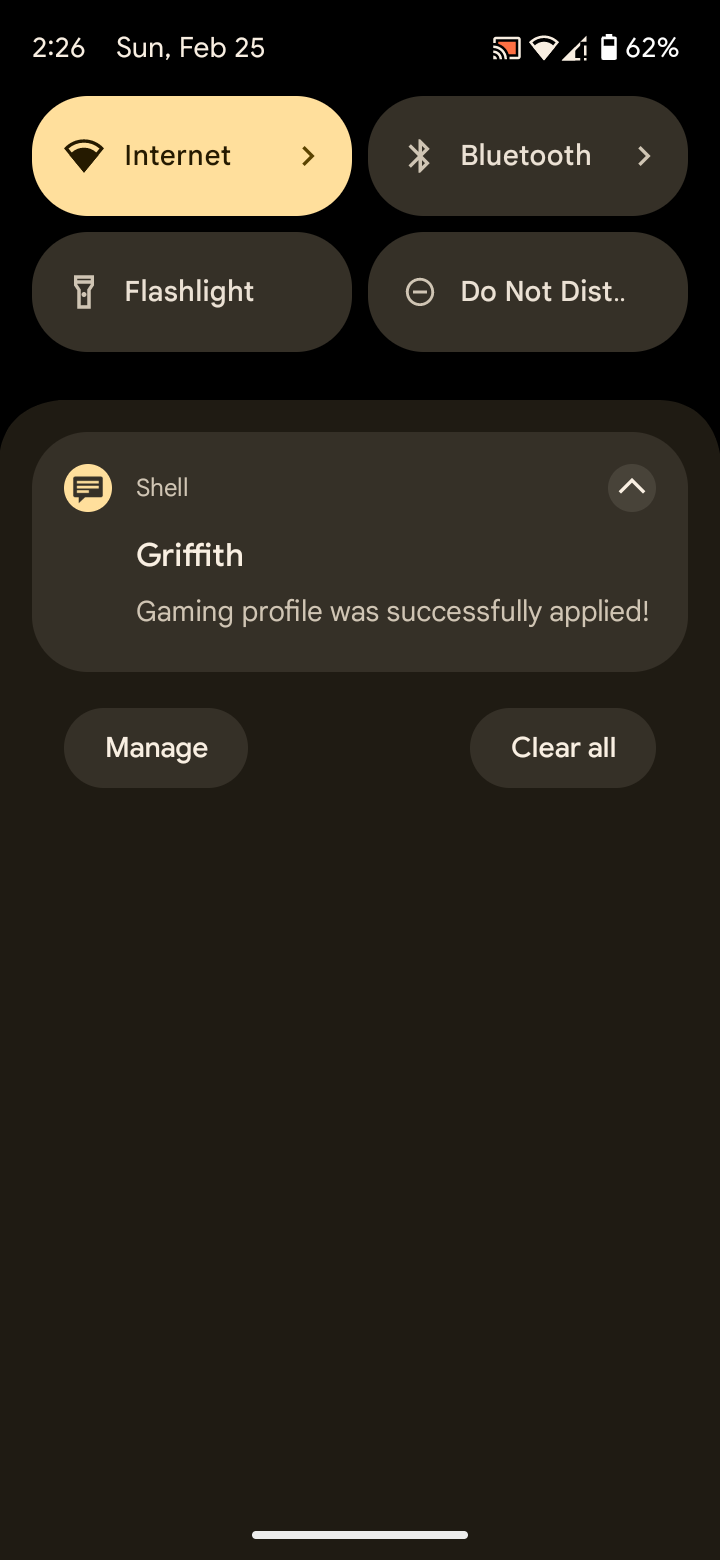 2:26 Sun, Feb 25 62%
Internet Bluetooth
Flashlight Do Not Dist..
Shell
Griffith
Gaming profile was successfully applied!
Manage Clear all